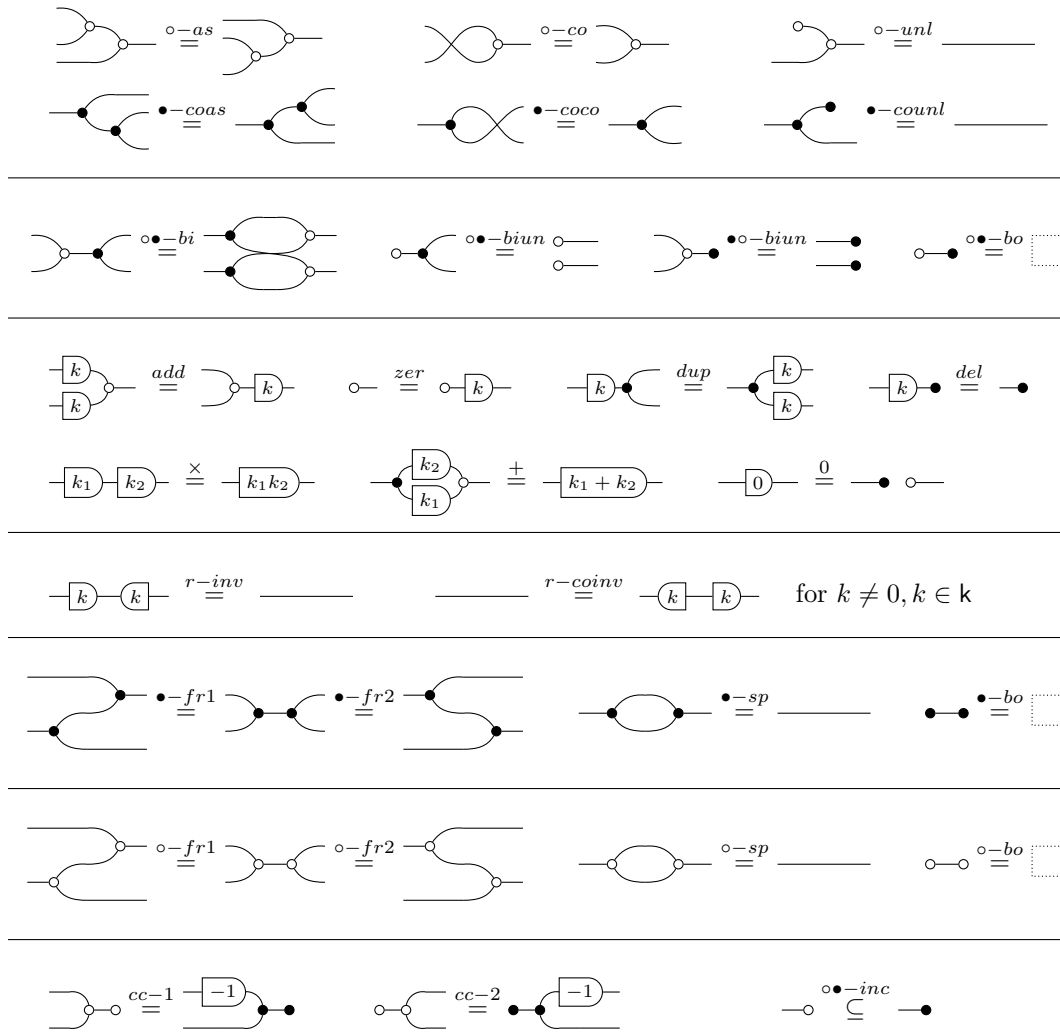 ○−as ○−co ○−unl
=   =   =
●−coas ●−coco ●−counl
=   =   =
○●−bi ○●−biun ●○−biun ○●−bo
=   =   =   =
k k add = k   zer = k   k dup = k k   k del =
k₁ k₂ × = k₁k₂   k₂ k₁ + = k₁ + k₂   0 0 =
k k r−inv =   r−coinv = k k   for k ≠ 0, k ∈ k
●−fr1 ●−fr2 ●−sp ●−bo
=   =   =   =
○−fr1 ○−fr2 ○−sp ○−bo
=   =   =   =
cc−1 = −1   cc−2 = −1   ○●−inc ⊆